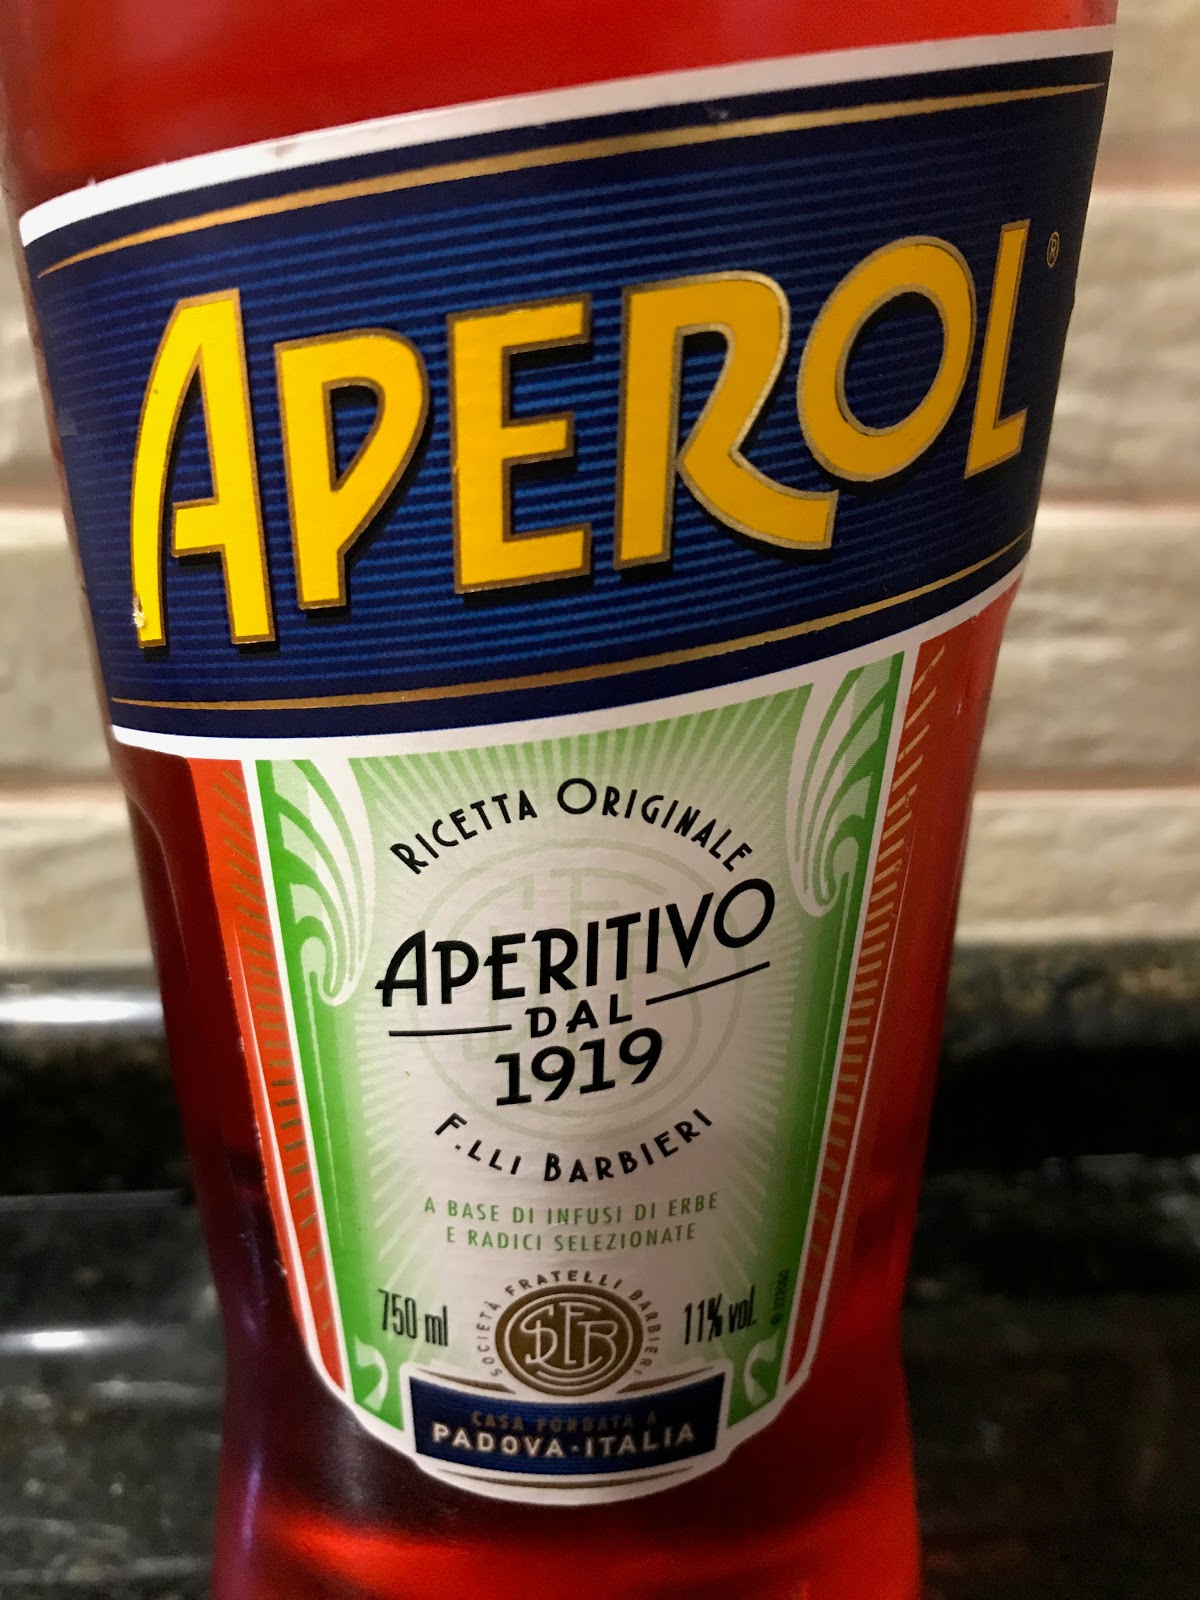 APEROL®
RICETTA ORIGINALE
APERITIVO
DAL
1919
F.LLI BARBIERI
A BASE DI INFUSI DI ERBE
E RADICI SELEZIONATE
750 ml
SOCIETÀ FRATELLI BARBIERI
SFB
11% vol.
CASA FONDATA A
PADOVA·ITALIA